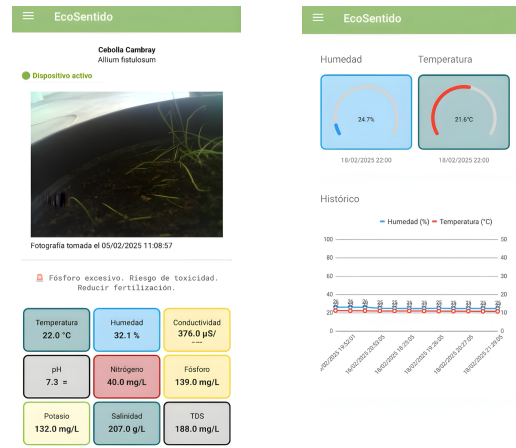 EcoSentido
Cebolla Cambray
Allium fistulosum
Dispositivo activo
Fotografía tomada el 05/02/2025 11:08:57
Fósforo excesivo. Riesgo de toxicidad.
Reducir fertilización.
Temperatura
22.0 °C
Humedad
32.1 %
Conductividad
376.0 µS/
pH
7.3 =
Nitrógeno
40.0 mg/L
Fósforo
139.0 mg/L
Potasio
132.0 mg/L
Salinidad
207.0 g/L
TDS
188.0 mg/L
EcoSentido
Humedad
Temperatura
24.7%
21.6°C
18/02/2025 22:00
18/02/2025 22:00
Histórico
Humedad (%) Temperatura (°C)
100
80
60
40
20
0
50
40
30
20
10
0